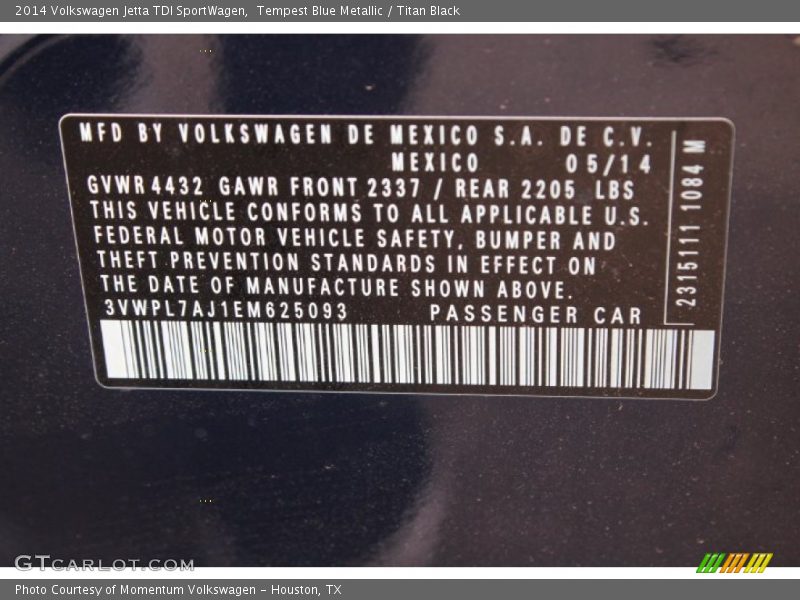 2014 Volkswagen Jetta TDI SportWagen,  Tempest Blue Metallic / Titan Black
MFD BY VOLKSWAGEN DE MEXICO S.A. DE C.V.
MEXICO 05/14
GVWR 4432 GAWR FRONT 2337 / REAR 2205 LBS
THIS VEHICLE CONFORMS TO ALL APPLICABLE U.S.
FEDERAL MOTOR VEHICLE SAFETY, BUMPER AND
THEFT PREVENTION STANDARDS IN EFFECT ON
THE DATE OF MANUFACTURE SHOWN ABOVE.
3VWPL7AJ1EM625093 PASSENGER CAR
2315111 1084 M
GTCARLOT.COM
Photo Courtesy of Momentum Volkswagen - Houston, TX